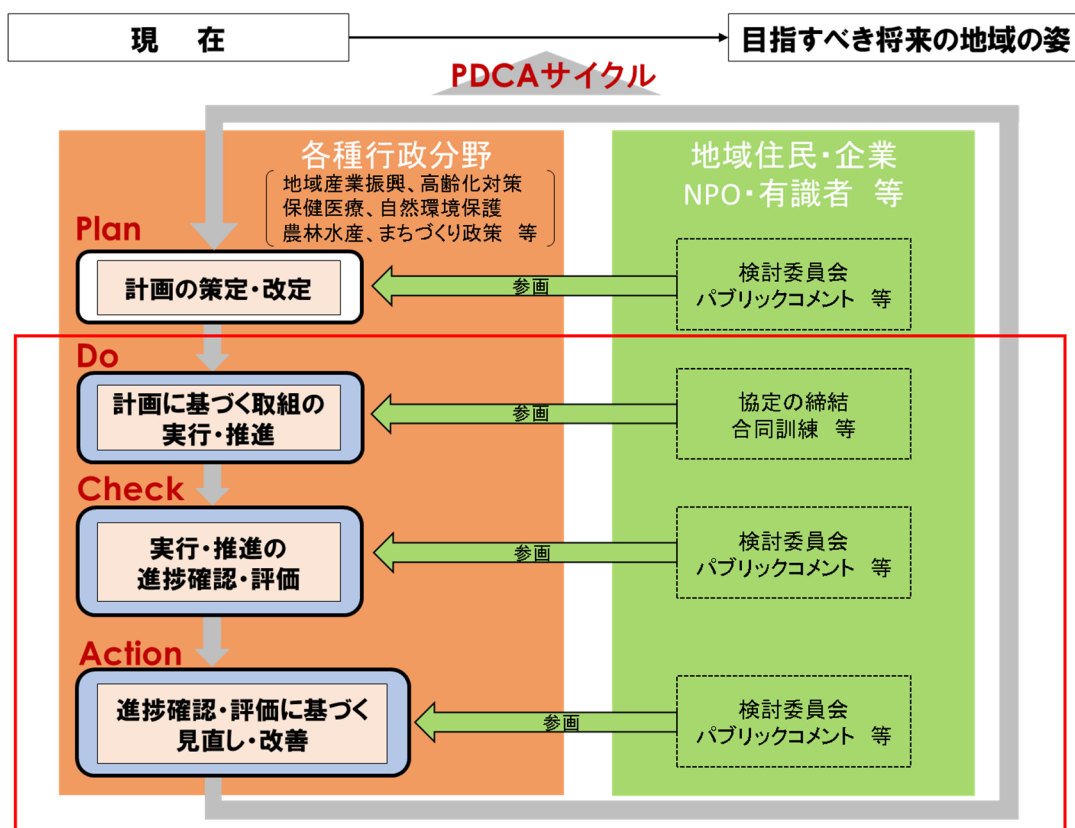 現　在
目指すべき将来の地域の姿
PDCAサイクル
各種行政分野
地域産業振興、高齢化対策
保健医療、自然環境保護
農林水産、まちづくり政策　等
地域住民・企業
NPO・有識者　等
Plan
計画の策定・改定
参画
検討委員会
パブリックコメント　等
Do
計画に基づく取組の
実行・推進
参画
協定の締結
合同訓練　等
Check
実行・推進の
進捗確認・評価
参画
検討委員会
パブリックコメント　等
Action
進捗確認・評価に基づく
見直し・改善
参画
検討委員会
パブリックコメント　等